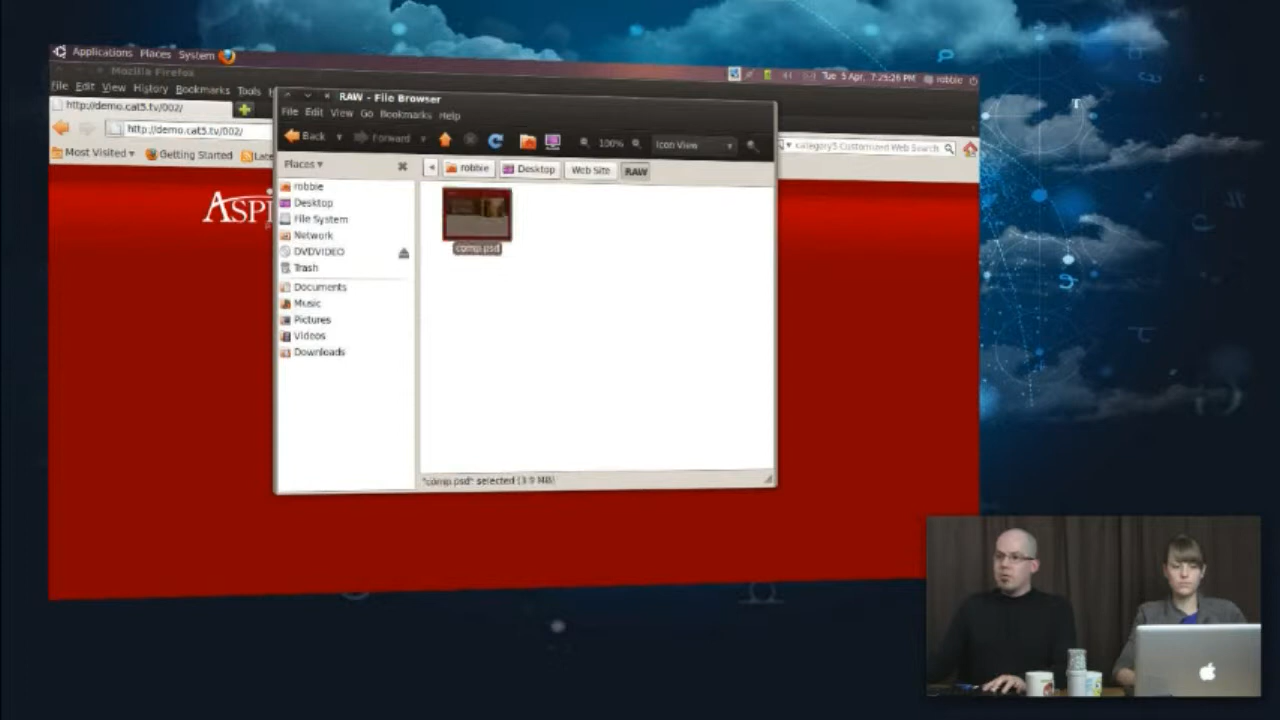 Applications Places System
Tue 5 Apr, 7:25:26 PM robbie
Mozilla Firefox
File Edit View History Bookmarks Tools
http://demo.cat5.tv/002/
http://demo.cat5.tv/002/
category5 Customized Web Search
Most Visited Getting Started
ASPI
RAW - File Browser
File Edit View Go Bookmarks Help
Back Forward 100% Icon View
Places
robbie Desktop Web Site RAW
robbie
Desktop
File System
Network
DVDVIDEO
Trash
Documents
Music
Pictures
Videos
Downloads
comp.psd
"comp.psd" selected (3.9 MB)